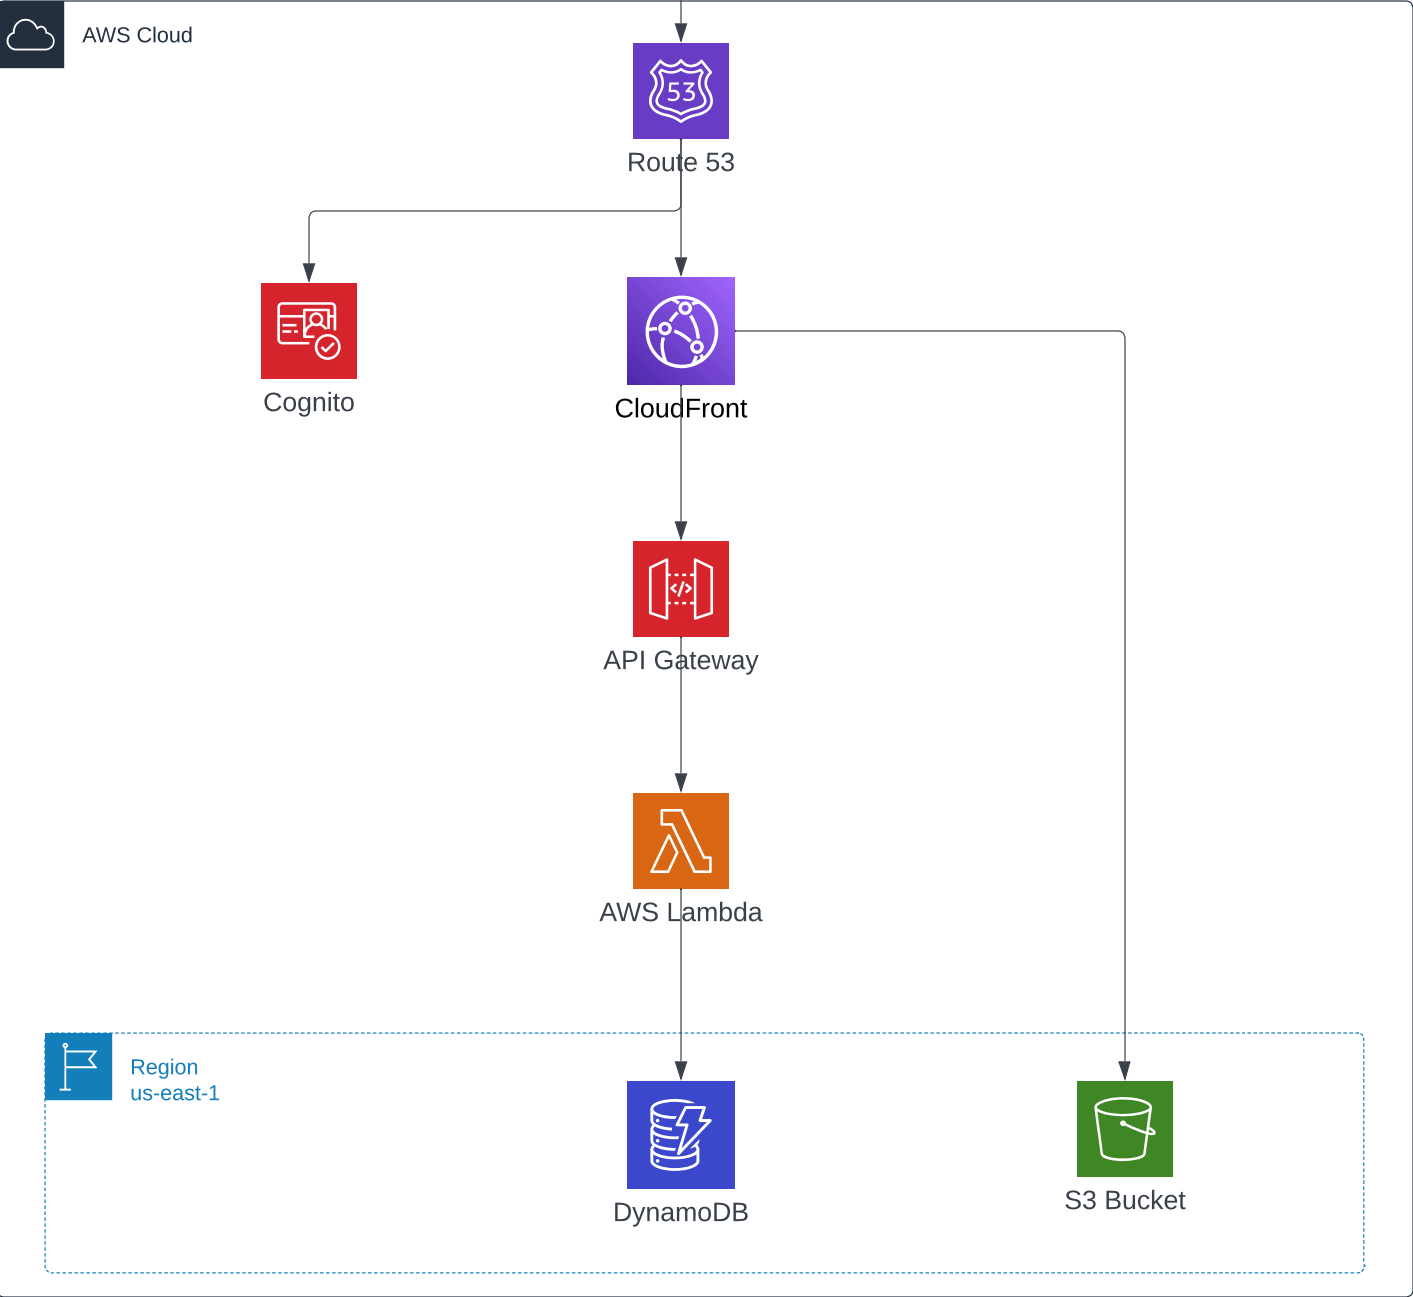 AWS Cloud
53
Route 53
Cognito
CloudFront
</>
API Gateway
AWS Lambda
Region
us-east-1
DynamoDB
S3 Bucket